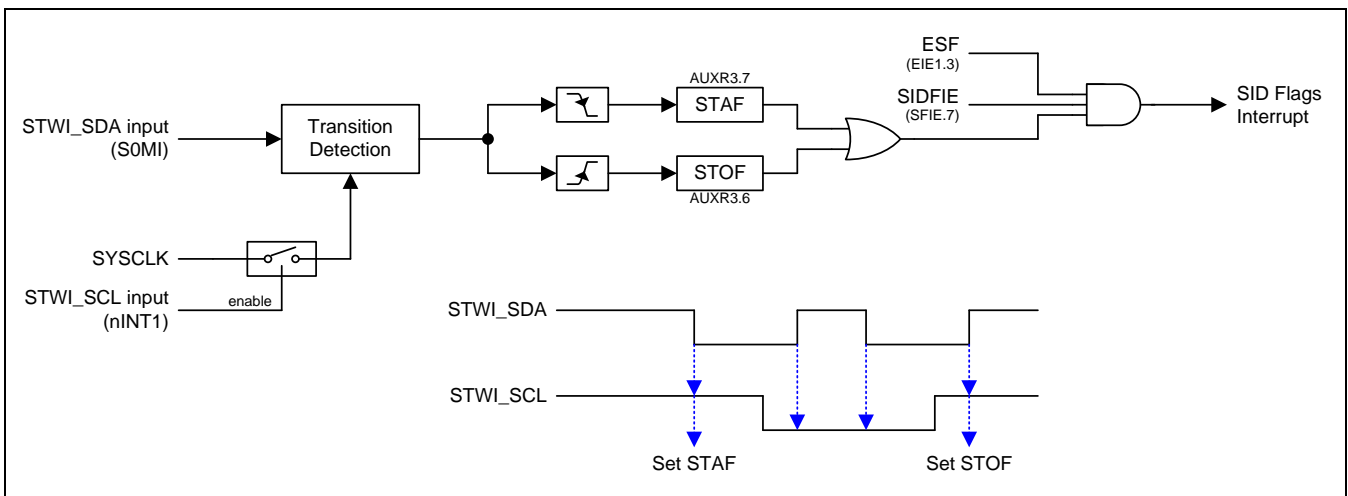 ESF
(EIE1.3)
SIDFIE
(SFIE.7)
SID Flags
Interrupt
AUXR3.7
STAF
STOF
AUXR3.6
STWI_SDA input
(S0MI)
Transition
Detection
SYSCLK
STWI_SCL input
(nINT1)
enable
STWI_SDA
STWI_SCL
Set STAF
Set STOF